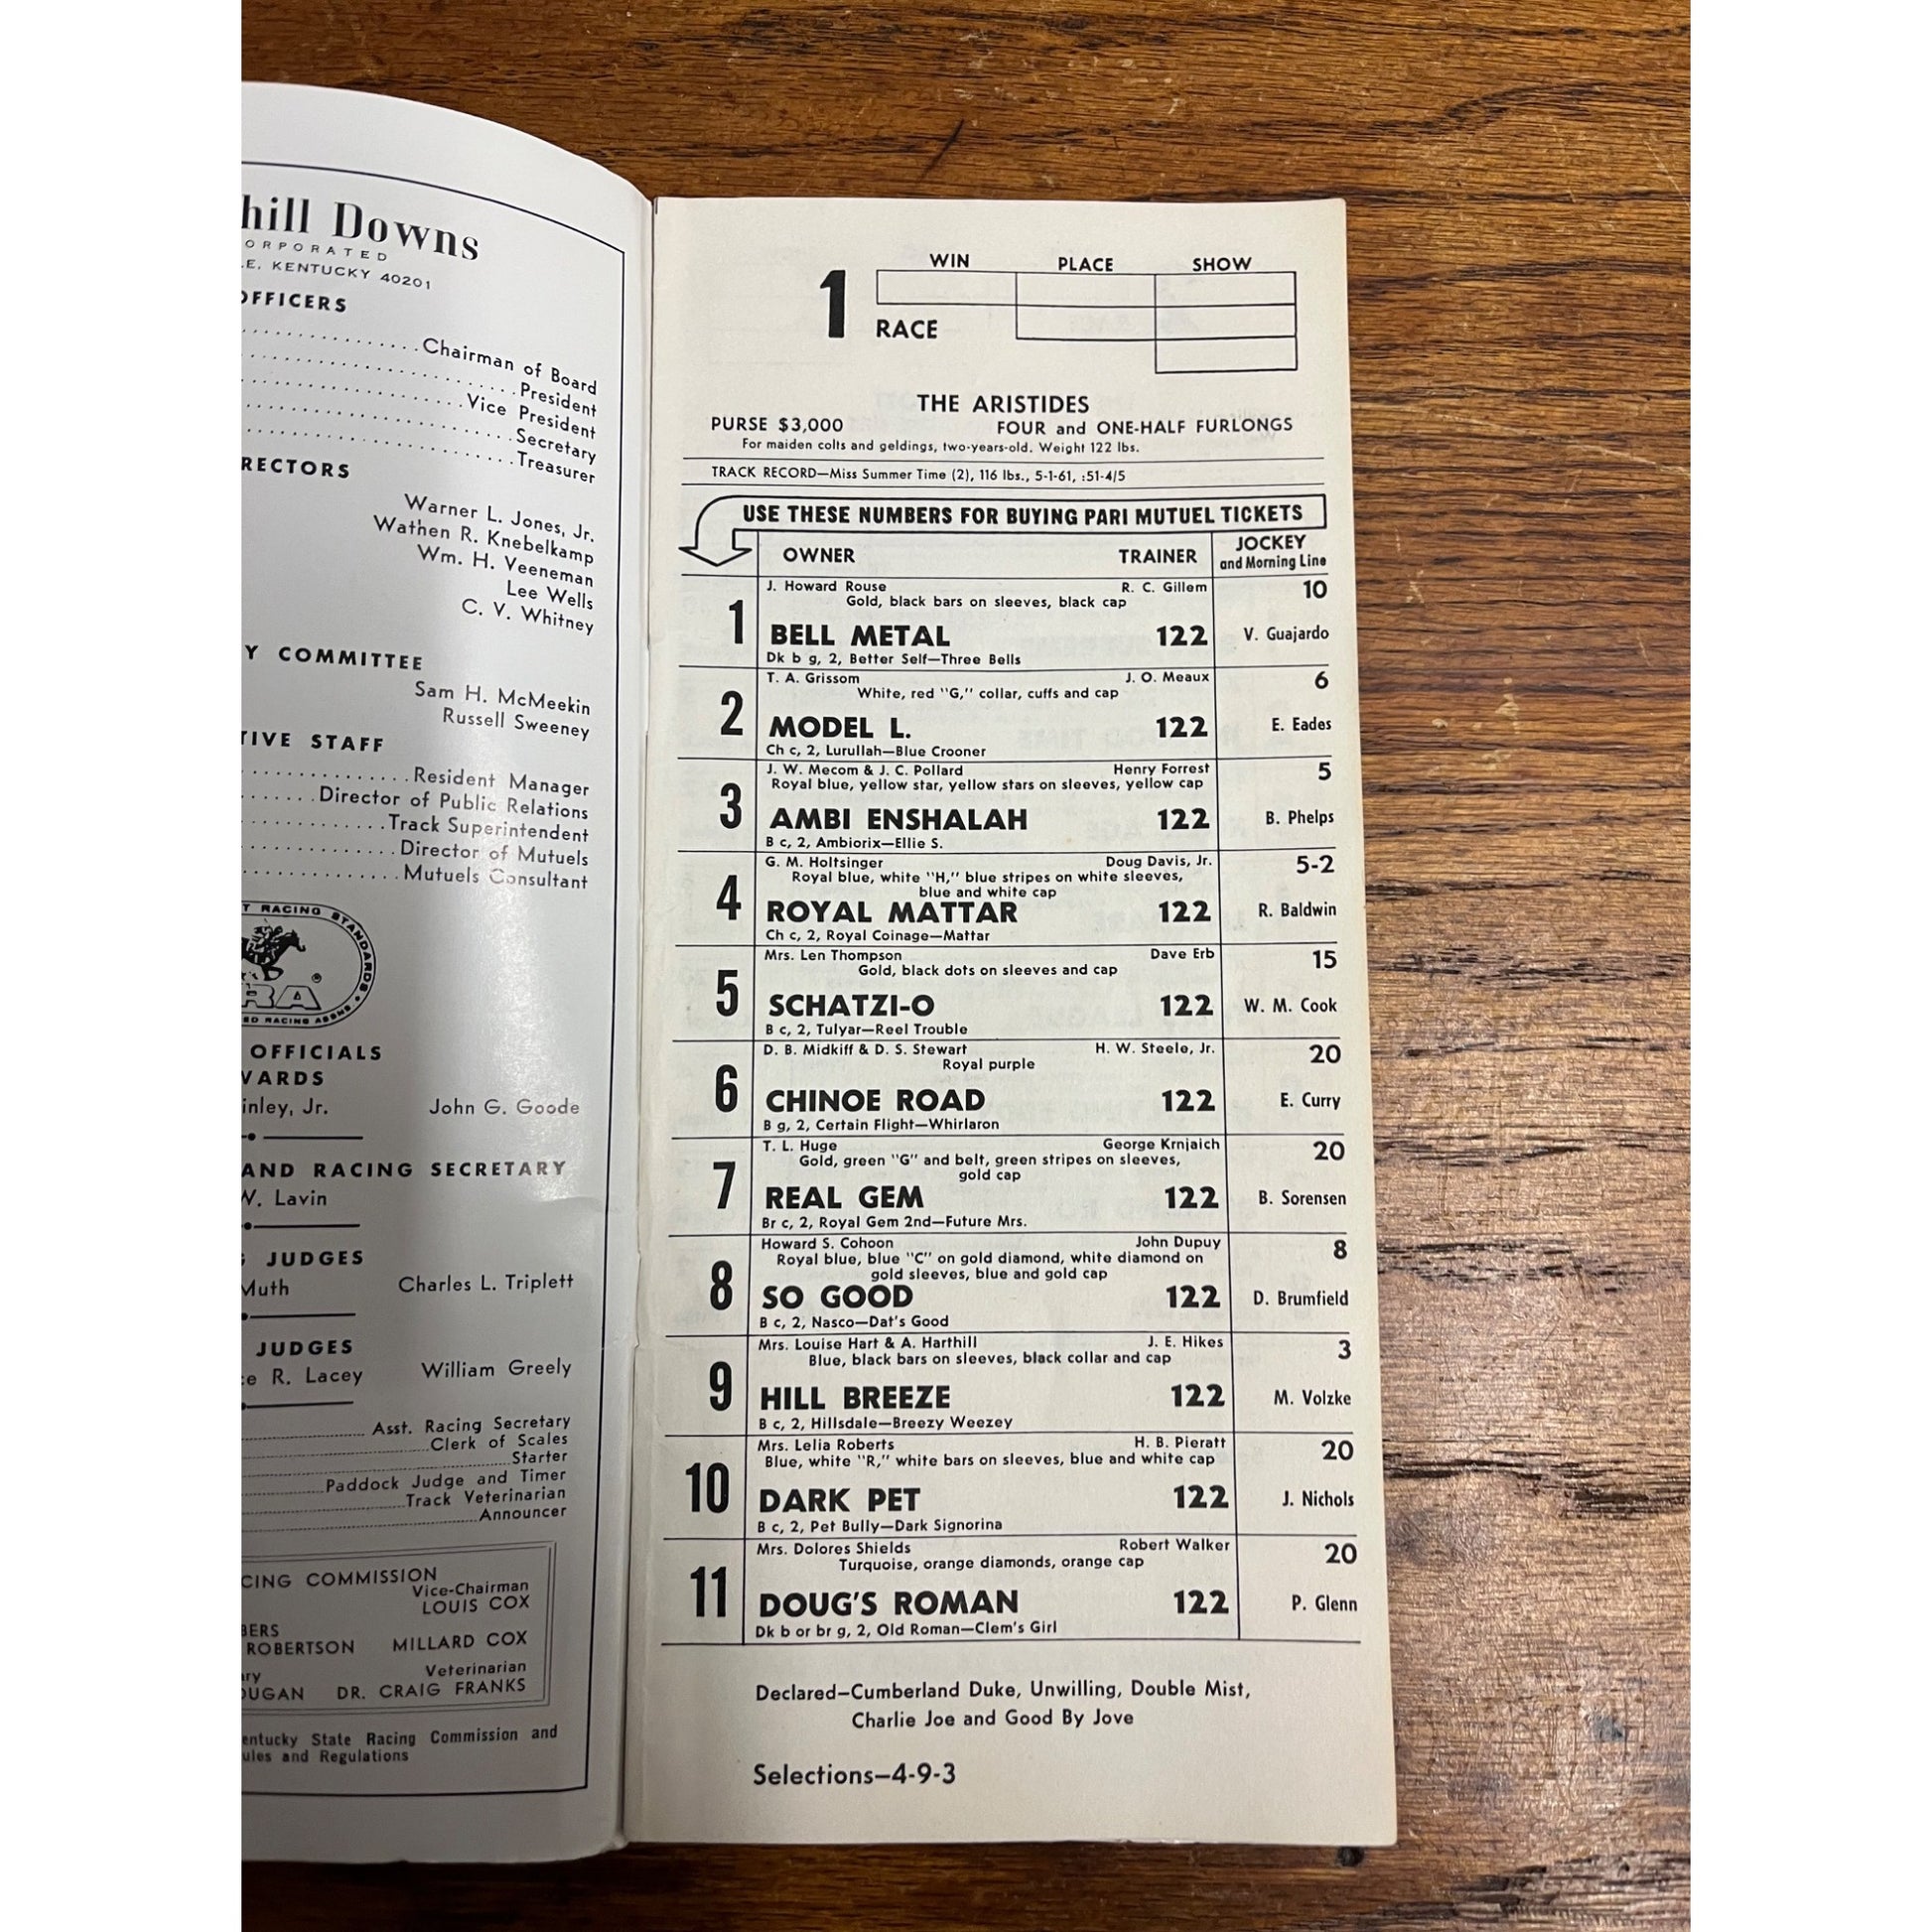 hill Downs
ORPORATED
E, KENTUCKY 40201
OFFICERS
Chairman of Board
President
Vice President
Secretary
Treasurer
RECTORS
Warner L. Jones, Jr.
Wathen R. Knebelkamp
Wm. H. Veeneman
Lee Wells
C. V. Whitney
Y COMMITTEE
Sam H. McMeekin
Russell Sweeney
TIVE STAFF
Resident Manager
Director of Public Relations
Track Superintendent
Director of Mutuels
Mutuels Consultant
T RACING STANDARDS
RA
ED RACING ASSNS
OFFICIALS
WARDS
inley, Jr. John G. Goode
AND RACING SECRETARY
W. Lavin
JUDGES
Muth Charles L. Triplett
JUDGES
ce R. Lacey William Greely
Asst. Racing Secretary
Clerk of Scales
Starter
Paddock Judge and Timer
Track Veterinarian
Announcer
CING COMMISSION
Vice-Chairman
LOUIS COX
BERS
ROBERTSON MILLARD COX
ry Veterinarian
OUGAN DR. CRAIG FRANKS
entucky State Racing Commission and
ules and Regulations
WIN PLACE SHOW
1 RACE
THE ARISTIDES
PURSE $3,000 FOUR and ONE-HALF FURLONGS
For maiden colts and geldings, two-years-old. Weight 122 lbs.
TRACK RECORD—Miss Summer Time (2), 116 lbs., 5-1-61, :51-4/5
USE THESE NUMBERS FOR BUYING PARI MUTUEL TICKETS
OWNER TRAINER JOCKEY
and Morning Line
J. Howard Rouse R. C. Gillem 10
Gold, black bars on sleeves, black cap
1 BELL METAL 122 V. Guajardo
Dk b g, 2, Better Self—Three Bells
T. A. Grissom J. O. Meaux 6
White, red "G," collar, cuffs and cap
2 MODEL L. 122 E. Eades
Ch c, 2, Lurullah—Blue Crooner
J. W. Mecom & J. C. Pollard Henry Forrest 5
Royal blue, yellow star, yellow stars on sleeves, yellow cap
3 AMBI ENSHALAH 122 B. Phelps
B c, 2, Ambiorix—Ellie S.
G. M. Holtsinger Doug Davis, Jr. 5-2
Royal blue, white "H," blue stripes on white sleeves,
blue and white cap
4 ROYAL MATTAR 122 R. Baldwin
Ch c, 2, Royal Coinage—Mattar
Mrs. Len Thompson Dave Erb 15
Gold, black dots on sleeves and cap
5 SCHATZI-O 122 W. M. Cook
B c, 2, Tulyar—Reel Trouble
D. B. Midkiff & D. S. Stewart H. W. Steele, Jr. 20
Royal purple
6 CHINOE ROAD 122 E. Curry
B g, 2, Certain Flight—Whirlaron
T. L. Huge George Krnjaich 20
Gold, green "G" and belt, green stripes on sleeves,
gold cap
7 REAL GEM 122 B. Sorensen
Br c, 2, Royal Gem 2nd—Future Mrs.
Howard S. Cohoon John Dupuy 8
Royal blue, blue "C" on gold diamond, white diamond on
gold sleeves, blue and gold cap
8 SO GOOD 122 D. Brumfield
B c, 2, Nasco—Dat's Good
Mrs. Louise Hart & A. Harthill J. E. Hikes 3
Blue, black bars on sleeves, black collar and cap
9 HILL BREEZE 122 M. Volzke
B c, 2, Hillsdale—Breezy Weezey
Mrs. Lelia Roberts H. B. Pieratt 20
Blue, white "R," white bars on sleeves, blue and white cap
10 DARK PET 122 J. Nichols
B c, 2, Pet Bully—Dark Signorina
Mrs. Dolores Shields Robert Walker 20
Turquoise, orange diamonds, orange cap
11 DOUG'S ROMAN 122 P. Glenn
Dk b or br g, 2, Old Roman—Clem's Girl
Declared—Cumberland Duke, Unwilling, Double Mist,
Charlie Joe and Good By Jove
Selections—4-9-3